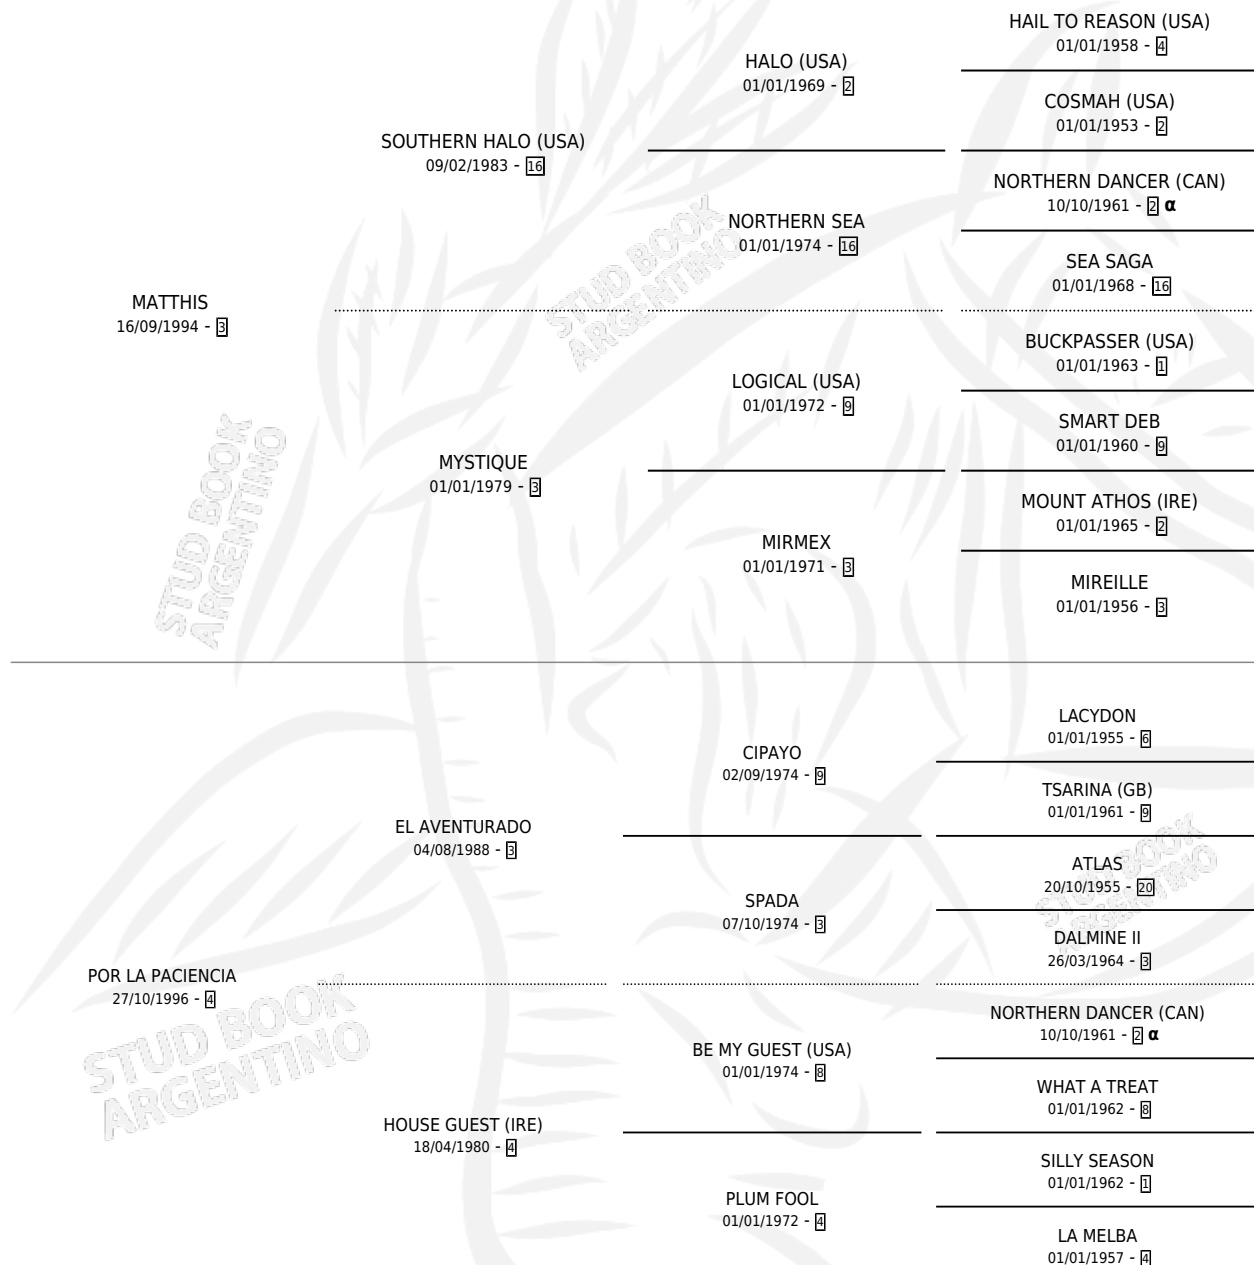 HAIL TO REASON (USA)
01/01/1958 - 4
HALO (USA)
01/01/1969 - 2
COSMAH (USA)
01/01/1953 - 2
SOUTHERN HALO (USA)
09/02/1983 - 16
NORTHERN DANCER (CAN)
10/10/1961 - 2 α
NORTHERN SEA
01/01/1974 - 16
SEA SAGA
01/01/1968 - 16
STUD BOOK
ARGENTINO
MATTHIS
16/09/1994 - 3
BUCKPASSER (USA)
01/01/1963 - 1
LOGICAL (USA)
01/01/1972 - 9
SMART DEB
01/01/1960 - 9
MYSTIQUE
01/01/1979 - 3
MOUNT ATHOS (IRE)
01/01/1965 - 2
MIRMEX
01/01/1971 - 3
MIREILLE
01/01/1956 - 3
STUD BOOK
ARGENTINO
LACYDON
01/01/1955 - 6
CIPAYO
02/09/1974 - 9
TSARINA (GB)
01/01/1961 - 9
EL AVENTURADO
04/08/1988 - 3
ATLAS
20/10/1955 - 20
SPADA
07/10/1974 - 3
DALMINE II
26/03/1964 - 3
STUD BOOK
ARGENTINO
POR LA PACIENCIA
27/10/1996 - 4
NORTHERN DANCER (CAN)
10/10/1961 - 2 α
BE MY GUEST (USA)
01/01/1974 - 8
WHAT A TREAT
01/01/1962 - 8
HOUSE GUEST (IRE)
18/04/1980 - 4
SILLY SEASON
01/01/1962 - 1
PLUM FOOL
01/01/1972 - 4
LA MELBA
01/01/1957 - 4
STUD BOOK
ARGENTINO